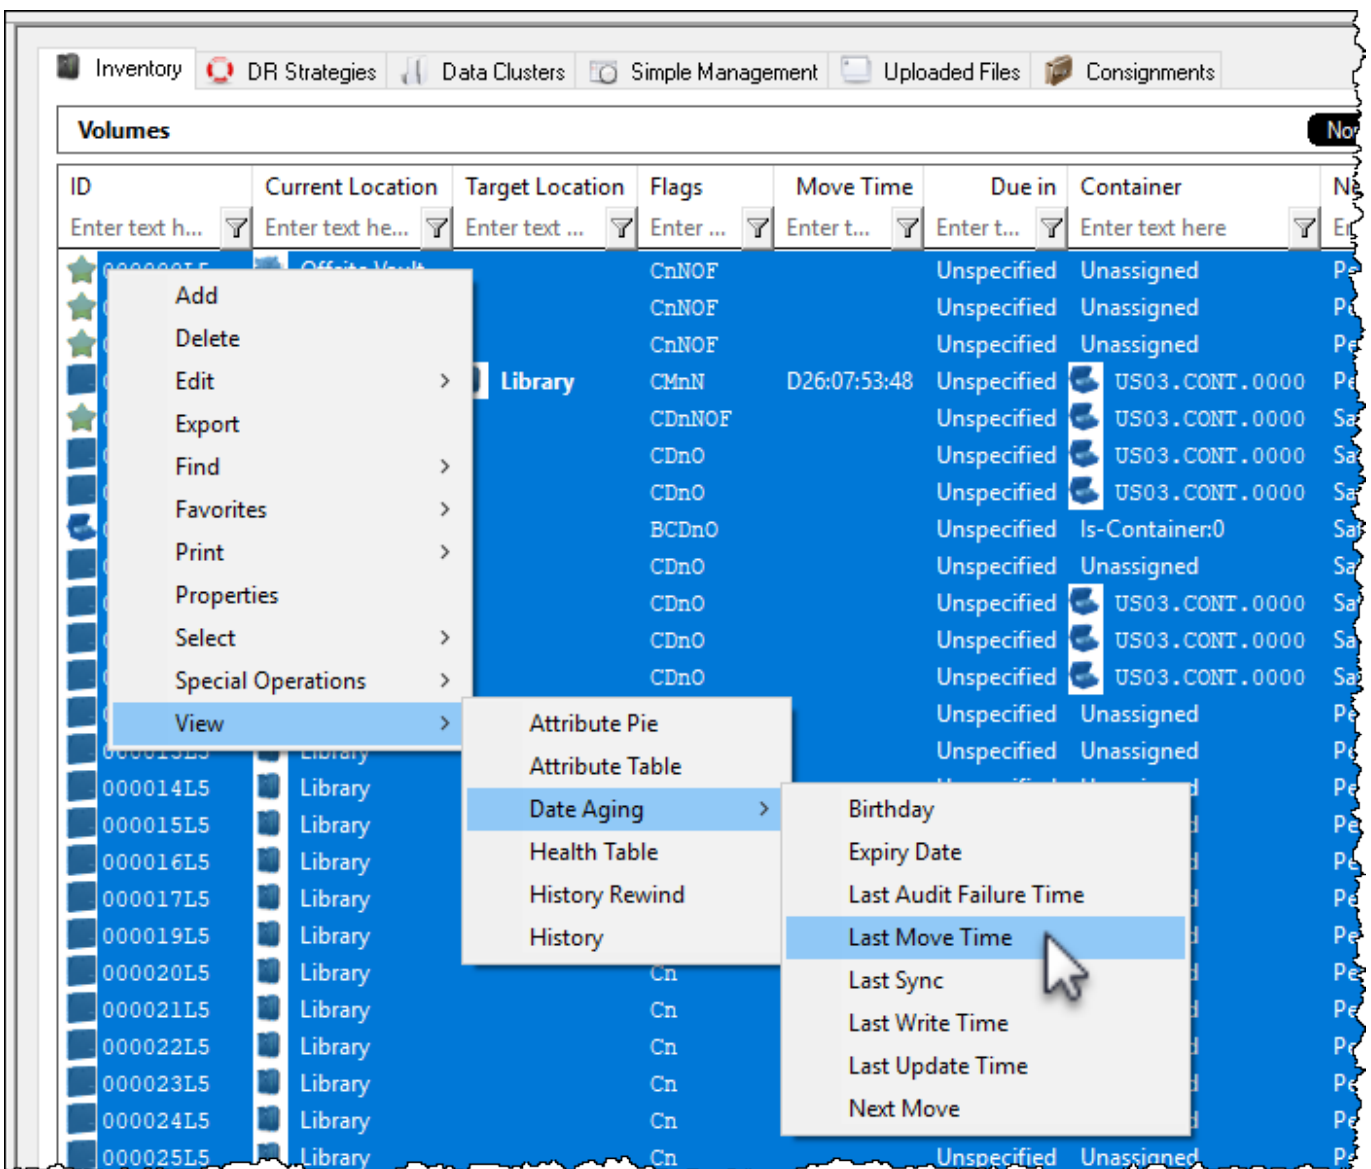 Inventory DR Strategies Data Clusters Simple Management Uploaded Files Consignments
Volumes
ID Current Location Target Location Flags Move Time Due in Container
Enter text h... Enter text he... Enter text ... Enter ... Enter t... Enter t... Enter text here
CnNOF Unspecified Unassigned
Add
CnNOF Unspecified Unassigned
Delete
CnNOF Unspecified Unassigned
Edit
Library CMnN D26:07:53:48 Unspecified US03.CONT.0000
Export
CDnNOF Unspecified US03.CONT.0000
Find
CDnO Unspecified US03.CONT.0000
Favorites
CDnO Unspecified US03.CONT.0000
Print
BCDnO Unspecified Is-Container:0
Properties
CDnO Unspecified Unassigned
Select
CDnO Unspecified US03.CONT.0000
Special Operations
CDnO Unspecified US03.CONT.0000
View
CDnO Unspecified US03.CONT.0000
Attribute Pie
Unspecified Unassigned
Attribute Table
Unspecified Unassigned
Date Aging
Health Table
History Rewind
History
Birthday
Expiry Date
Last Audit Failure Time
Last Move Time
Last Sync
Last Write Time
Last Update Time
Next Move
000014L5 Library
000015L5 Library
000016L5 Library
000017L5 Library
000019L5 Library
000020L5 Library Cn
000021L5 Library Cn
000022L5 Library Cn
000023L5 Library Cn
000024L5 Library Cn
000025L5 Library Cn Unspecified Unassigned